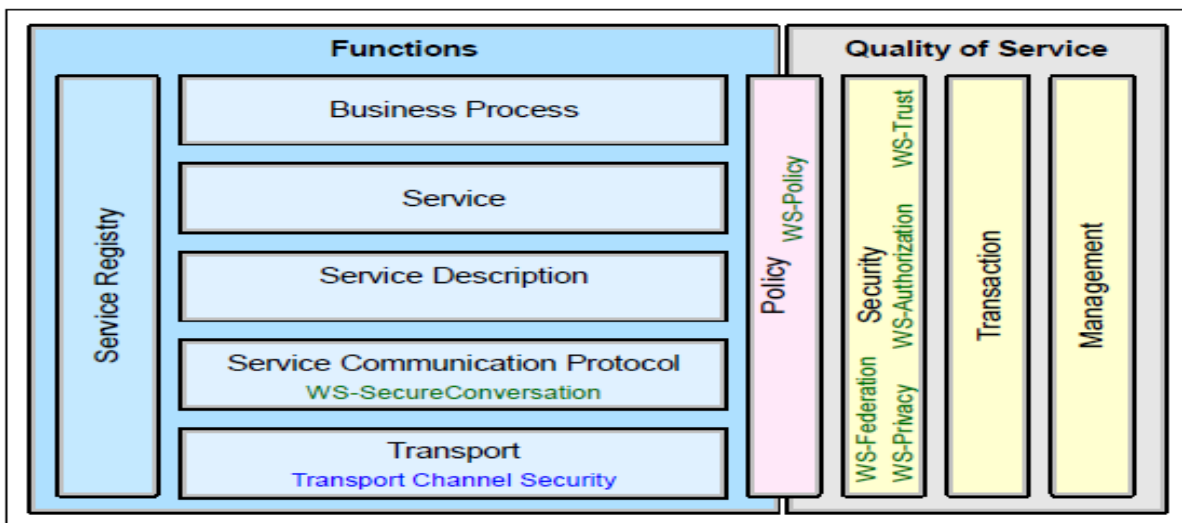 Functions
Quality of Service
Service Registry
Business Process
Service
Service Description
Service Communication Protocol
WS-SecureConversation
Transport
Transport Channel Security
Policy
WS-Policy
Security
WS-Federation
WS-Privacy
WS-Authorization
WS-Trust
Transaction
Management